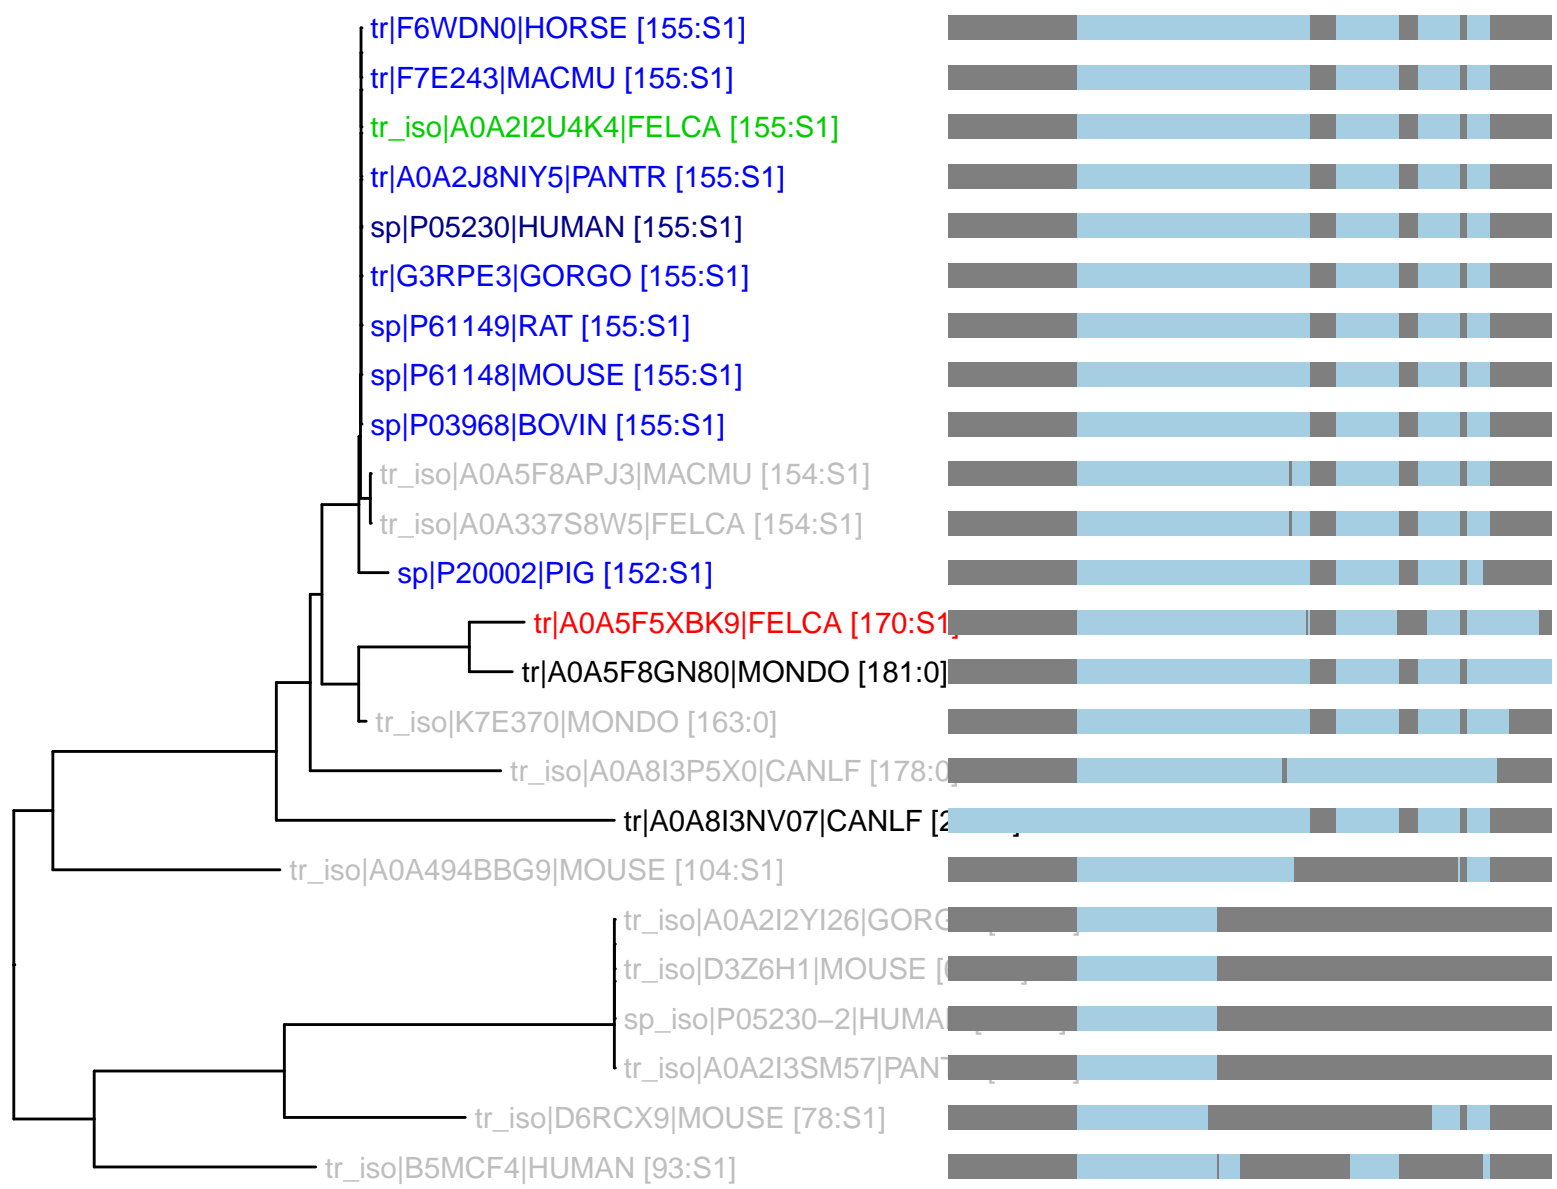 tr|F6WDN0|HORSE [155:S1]
tr|F7E243|MACMU [155:S1]
tr_iso|A0A2I2U4K4|FELCA [155:S1]
tr|A0A2J8NIY5|PANTR [155:S1]
sp|P05230|HUMAN [155:S1]
tr|G3RPE3|GORGO [155:S1]
sp|P61149|RAT [155:S1]
sp|P61148|MOUSE [155:S1]
sp|P03968|BOVIN [155:S1]
tr_iso|A0A5F8APJ3|MACMU [154:S1]
tr_iso|A0A337S8W5|FELCA [154:S1]
sp|P20002|PIG [152:S1]
tr|A0A5F5XBK9|FELCA [170:S1]
tr|A0A5F8GN80|MONDO [181:0]
tr_iso|K7E370|MONDO [163:0]
tr_iso|A0A8I3P5X0|CANLF [178:0]
tr|A0A8I3NV07|CANLF
tr_iso|A0A494BBG9|MOUSE [104:S1]
tr_iso|A0A2I2YI26|GORG
tr_iso|D3Z6H1|MOUSE
sp_iso|P05230−2|HUMA
tr_iso|A0A2I3SM57|PANT
tr_iso|D6RCX9|MOUSE [78:S1]
tr_iso|B5MCF4|HUMAN [93:S1]